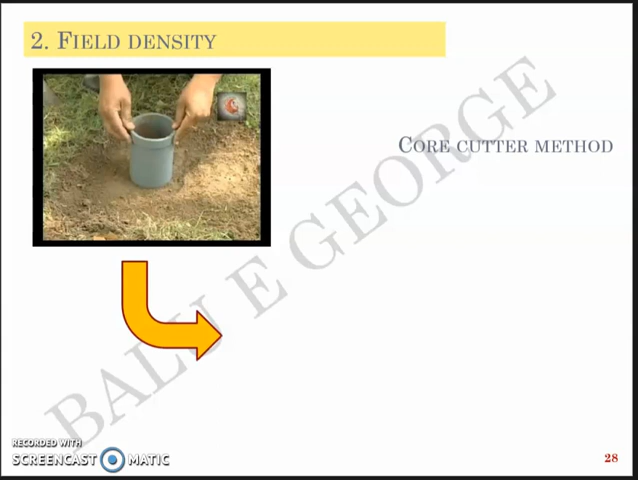 2. FIELD DENSITY
CORE CUTTER METHOD
BALU E GEORGE
RECORDED WITH
SCREENCAST MATIC
28